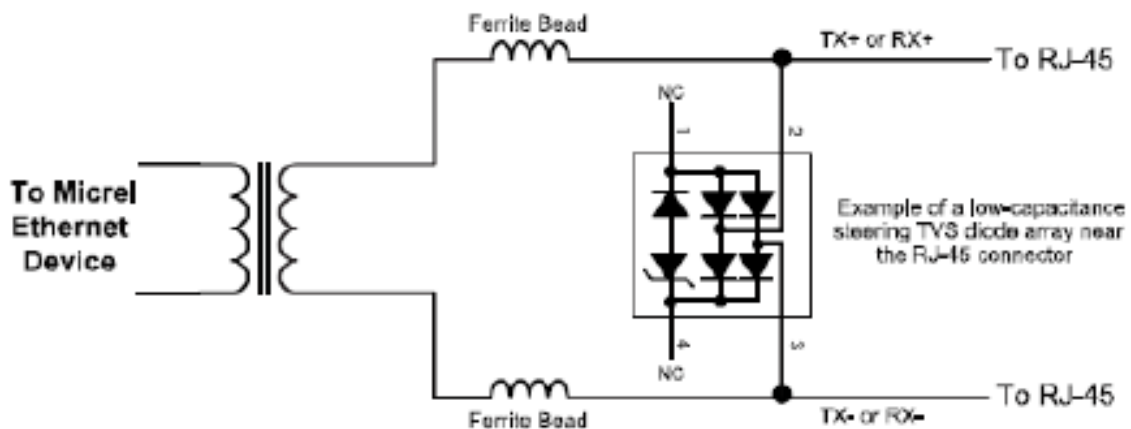 Ferrite Bead
TX+ or RX+
To RJ-45
NC
1
2
To Micrel
Ethernet
Device
Example of a low-capacitance
steering TVS diode array near
the RJ-45 connector
4
3
NC
To RJ-45
Ferrite Bead
TX- or RX-